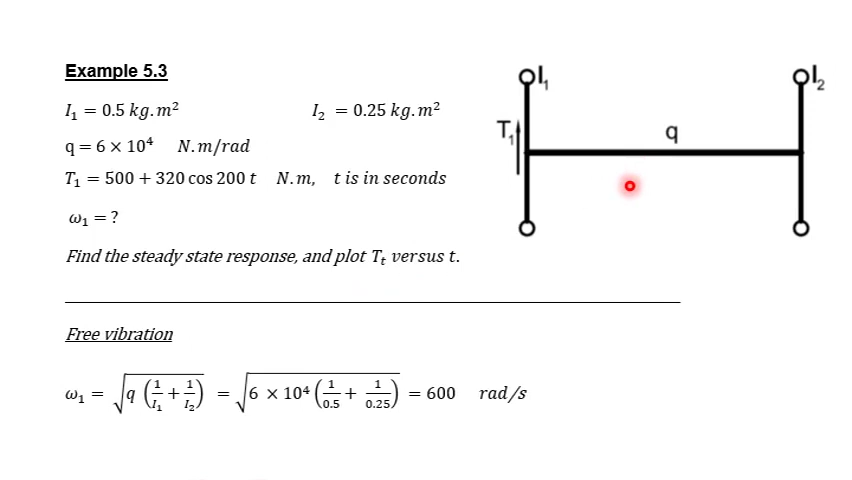 Example 5.3
I₁ = 0.5 kg.m²    I₂ = 0.25 kg.m²
q = 6 × 10⁴   N.m/rad
T₁ = 500 + 320 cos 200 t   N.m,   t is in seconds
ω₁ = ?
Find the steady state response, and plot Tₜ versus t.
I₁
I₂
T₁
q
Free vibration
ω₁ = √(q (1/I₁ + 1/I₂)) = √(6 × 10⁴ (1/0.5 + 1/0.25)) = 600   rad/s